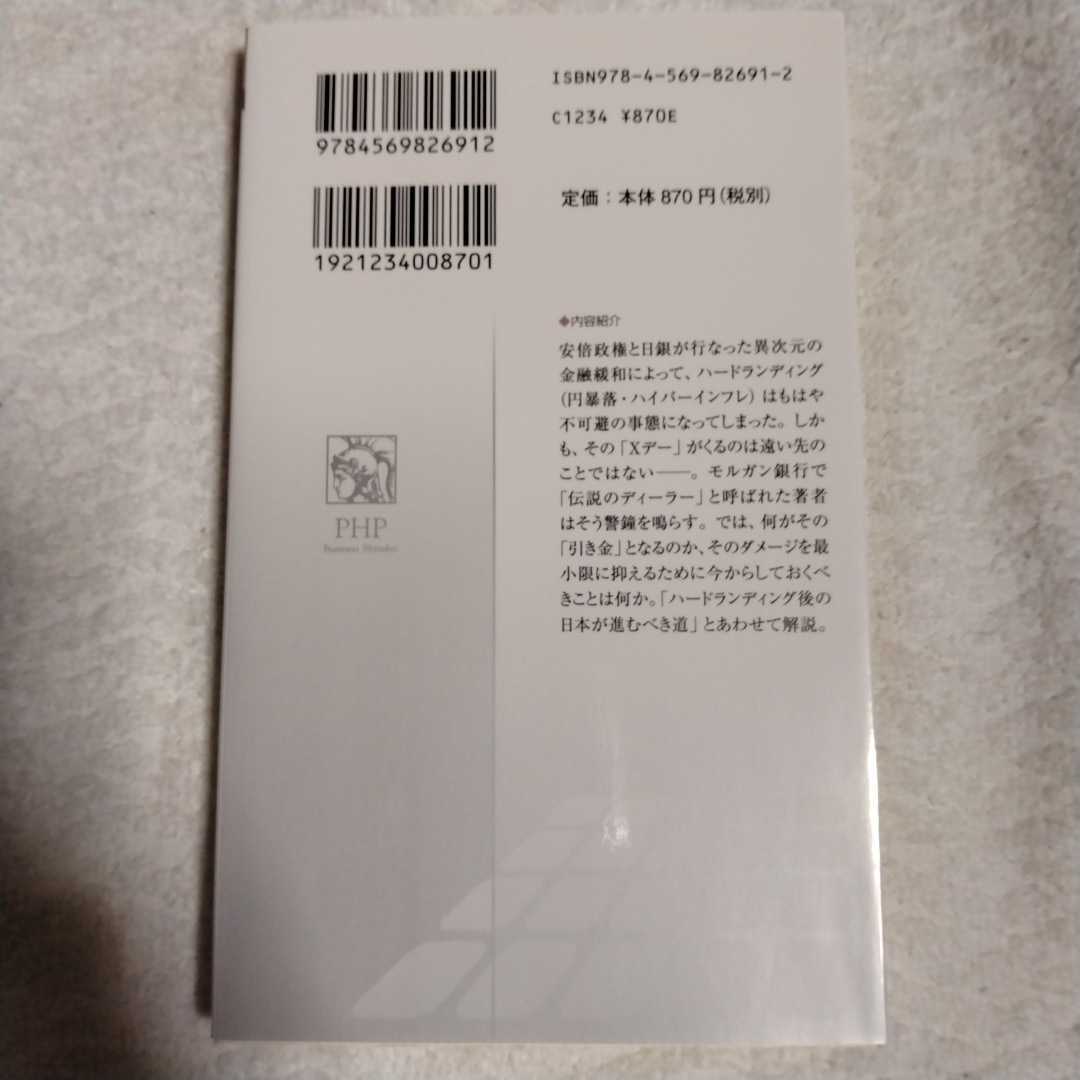 ISBN978-4-569-82691-2
C1234 ¥870E
9784569826912
定価：本体870円（税別）
1921234008701
◆内容紹介
安倍政権と日銀が行なった異次元の
金融緩和によって、ハードランディング
（円暴落・ハイパーインフレ）はもはや
不可避の事態になってしまった。しか
も、その「Xデー」がくるのは遠い先の
ことではない――。モルガン銀行で
「伝説のディーラー」と呼ばれた著者
はそう警鐘を鳴らす。では、何がその
「引き金」となるのか、そのダメージを最
小限に抑えるために今からしておくべ
きことは何か。「ハードランディング後の
日本が進むべき道」とあわせて解説。
PHP
Business Shinsho